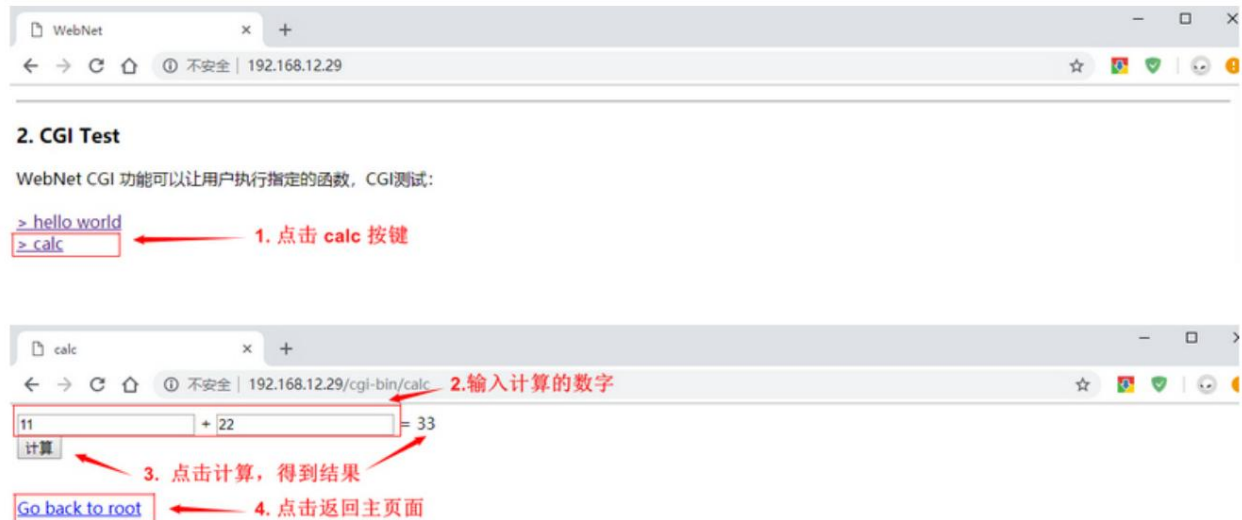 WebNet
不安全 | 192.168.12.29
2. CGI Test
WebNet CGI 功能可以让用户执行指定的函数，CGI测试：
> hello world
> calc
1. 点击 calc 按键
calc
不安全 | 192.168.12.29/cgi-bin/calc
2.输入计算的数字
11 + 22 = 33
计算
3. 点击计算，得到结果
Go back to root
4. 点击返回主页面